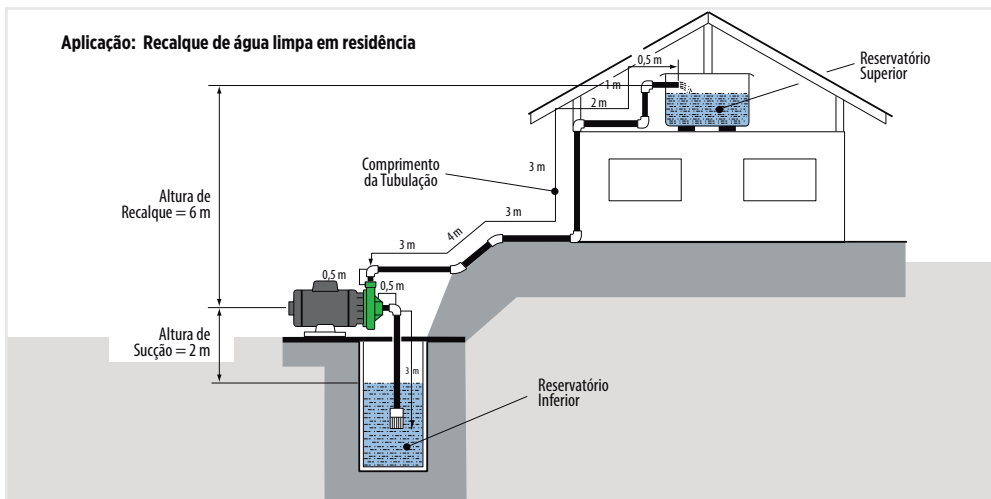 Aplicação: Recalque de água limpa em residência
0,5 m
Reservatório
Superior
1 m
2 m
Comprimento
da Tubulação
3 m
Altura de
Recalque = 6 m
3 m
4 m
3 m
0,5 m
0,5 m
Altura de
Sucção = 2 m
3 m
Reservatório
Inferior